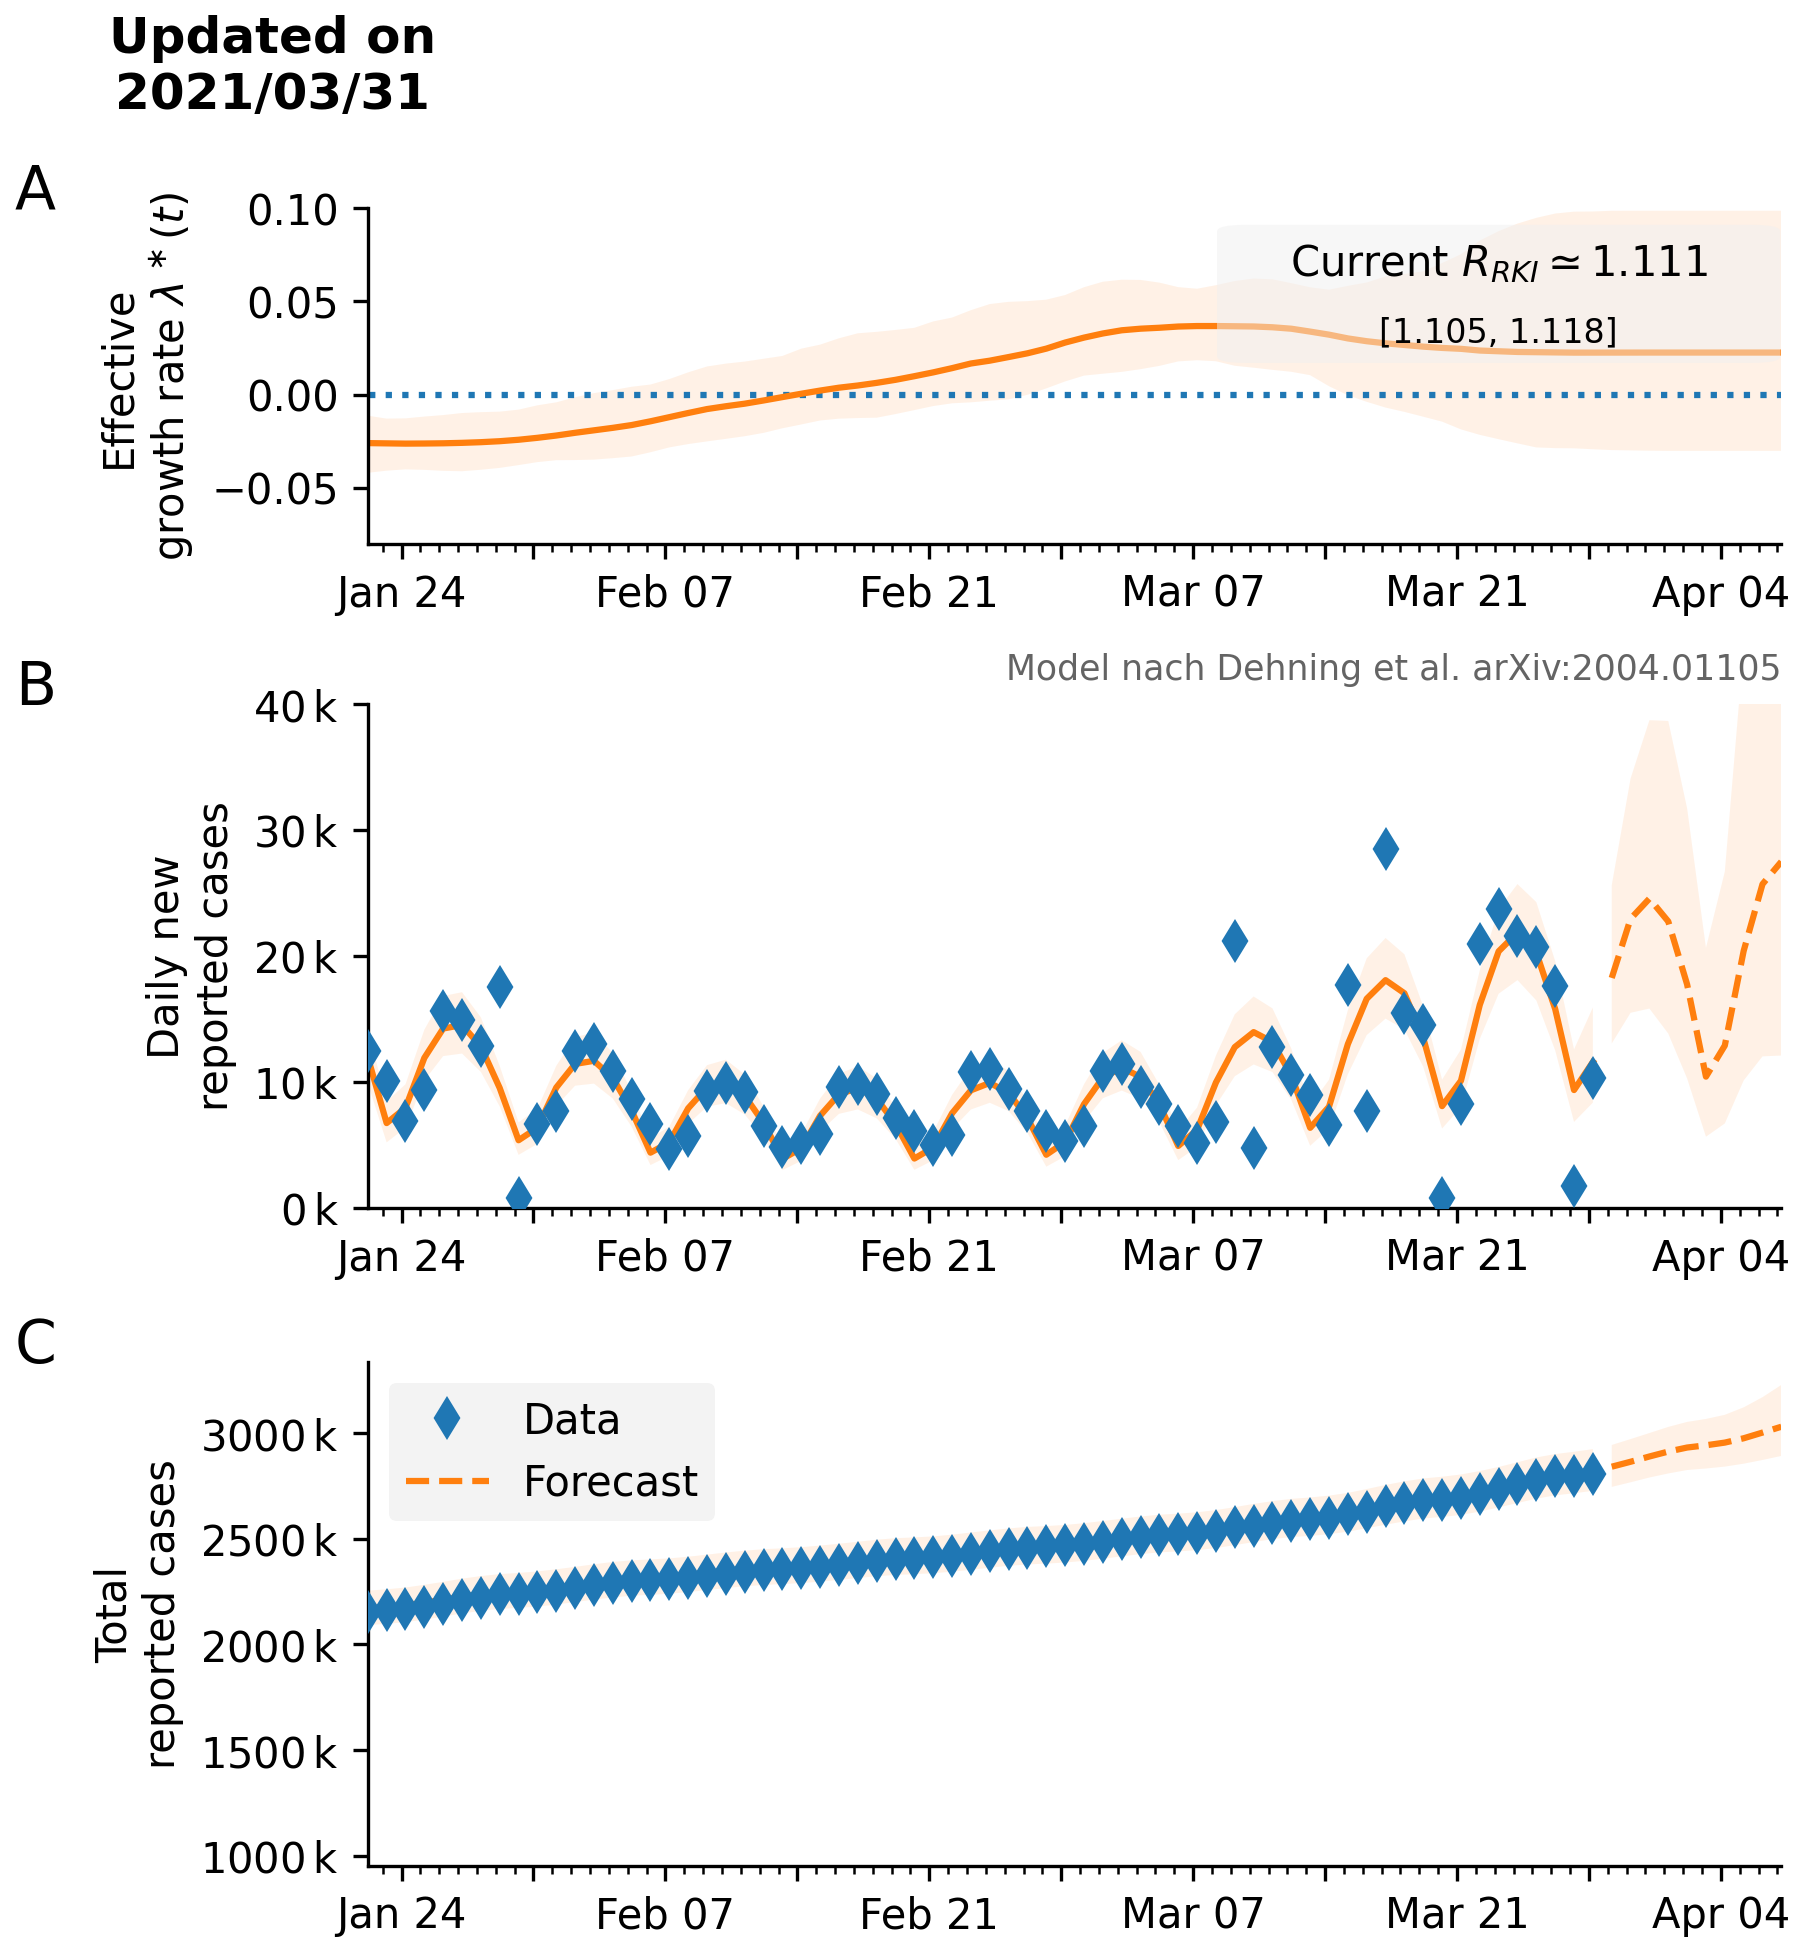 Updated on
2021/03/31
A
Effective
growth rate λ * (t)
0.10
0.05
0.00
−0.05
Current R_RKI ≃ 1.111
[1.105, 1.118]
Jan 24 Feb 07 Feb 21 Mar 07 Mar 21 Apr 04
Model nach Dehning et al. arXiv:2004.01105
B
Daily new
reported cases
40 k
30 k
20 k
10 k
0 k
Jan 24 Feb 07 Feb 21 Mar 07 Mar 21 Apr 04
C
Total
reported cases
3000 k
2500 k
2000 k
1500 k
1000 k
Data
Forecast
Jan 24 Feb 07 Feb 21 Mar 07 Mar 21 Apr 04